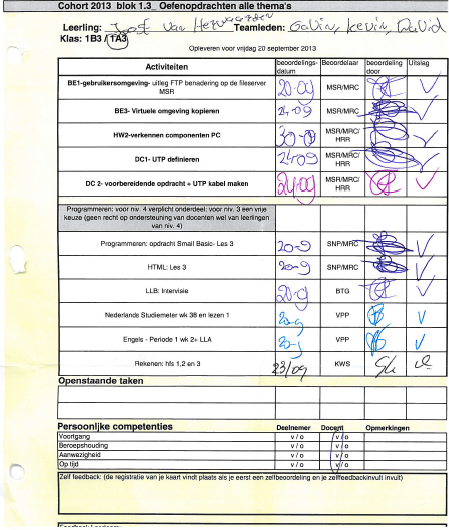 Cohort 2013 blok 1.3_ Oefenopdrachten alle thema's
Leerling: Joost van Teamleden: Gavin, Kevin, David
Klas: 1B3 / 1A3
Opleveren voor vrijdag 20 september 2013
Activiteiten beoordelings-datum Beoordelaar beoordeling door Uitslag
BE1-gebruikersomgeving- uitleg FTP benadering op de fileserver MSR 20-09 MSR/MRC
BE3- Virtuele omgeving kopieren 24-09 MSR/MRC
HW2-verkennen componenten PC 30-09 MSR/MRC/HRR
DC1- UTP definieren 24-09 MSR/MRC/HRR
DC 2- voorbereidende opdracht + UTP kabel maken 24-09 MSR/MRC/HRR
Programmeren: voor niv. 4 verplicht onderdeel: voor niv. 3 een vrije
keuze (geen recht op ondersteuning van docenten wel van leerlingen
van niv. 4)
Programmeren: opdracht Small Basic- Les 3 20-9 SNP/MRC
HTML: Les 3 20-9 SNP/MRC
LLB: Intervisie 20-9 BTG
Nederlands Studiemeter wk 38 en lezen 1 20-9 VPP
Engels - Periode 1 wk 2= LLA 20-9 VPP
Rekenen: hfs 1,2 en 3 23/09 KWS
Openstaande taken
Persoonlijke competenties Deelnemer Docent Opmerkingen
Voortgang v / o v / o
Beroepshouding v / o v / o
Aanwezigheid v / o v / o
Op tijd v / o v / o
Zelf feedback: (de registratie van je kaart vindt plaats als je eerst een zelfbeoordeling en je zelffeedbackinvult invult)